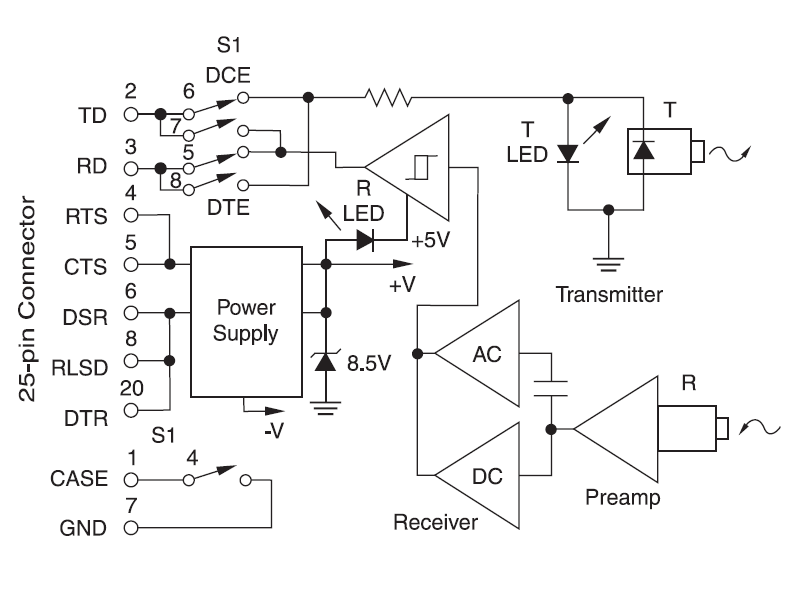 S1
DCE
2
6
TD
7
T
T
LED
3
5
RD
8
R
LED
DTE
4
RTS
+5V
5
CTS
+V
Transmitter
25-pin Connector
6
DSR
Power
Supply
8
RLSD
8.5V
AC
20
DTR
S1
-V
R
1
4
CASE
DC
Preamp
7
GND
Receiver